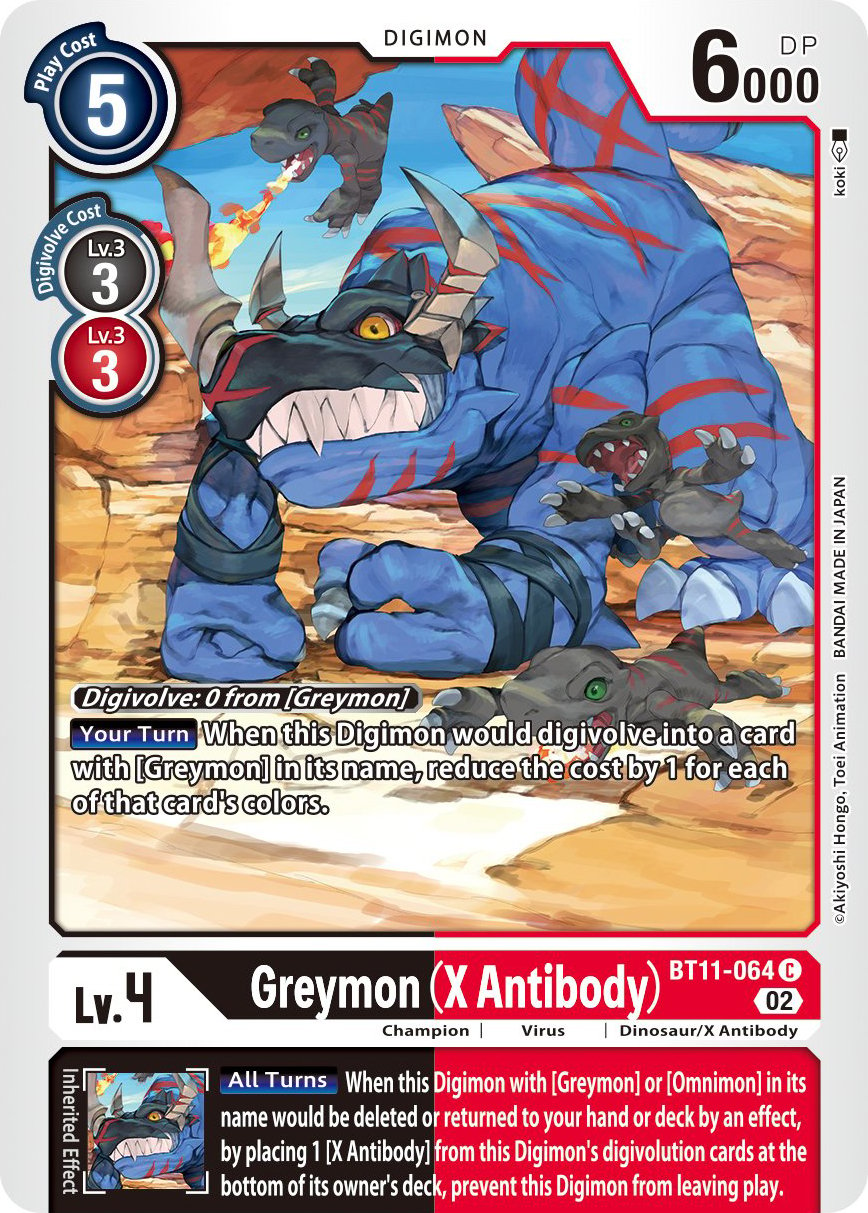 DIGIMON
Play Cost
5
DP
6000
koki
Digivolve Cost
Lv.3
3
Lv.3
3
Digivolve: 0 from [Greymon]
Your Turn When this Digimon would digivolve into a card
with [Greymon] in its name, reduce the cost by 1 for each
of that card's colors.
©Akiyoshi Hongo, Toei Animation BANDAI MADE IN JAPAN
Lv.4
Greymon (X Antibody)
BT11-064 C
02
Champion | Virus | Dinosaur/X Antibody
Inherited Effect
All Turns When this Digimon with [Greymon] or [Omnimon] in its
name would be deleted or returned to your hand or deck by an effect,
by placing 1 [X Antibody] from this Digimon's digivolution cards at the
bottom of its owner's deck, prevent this Digimon from leaving play.